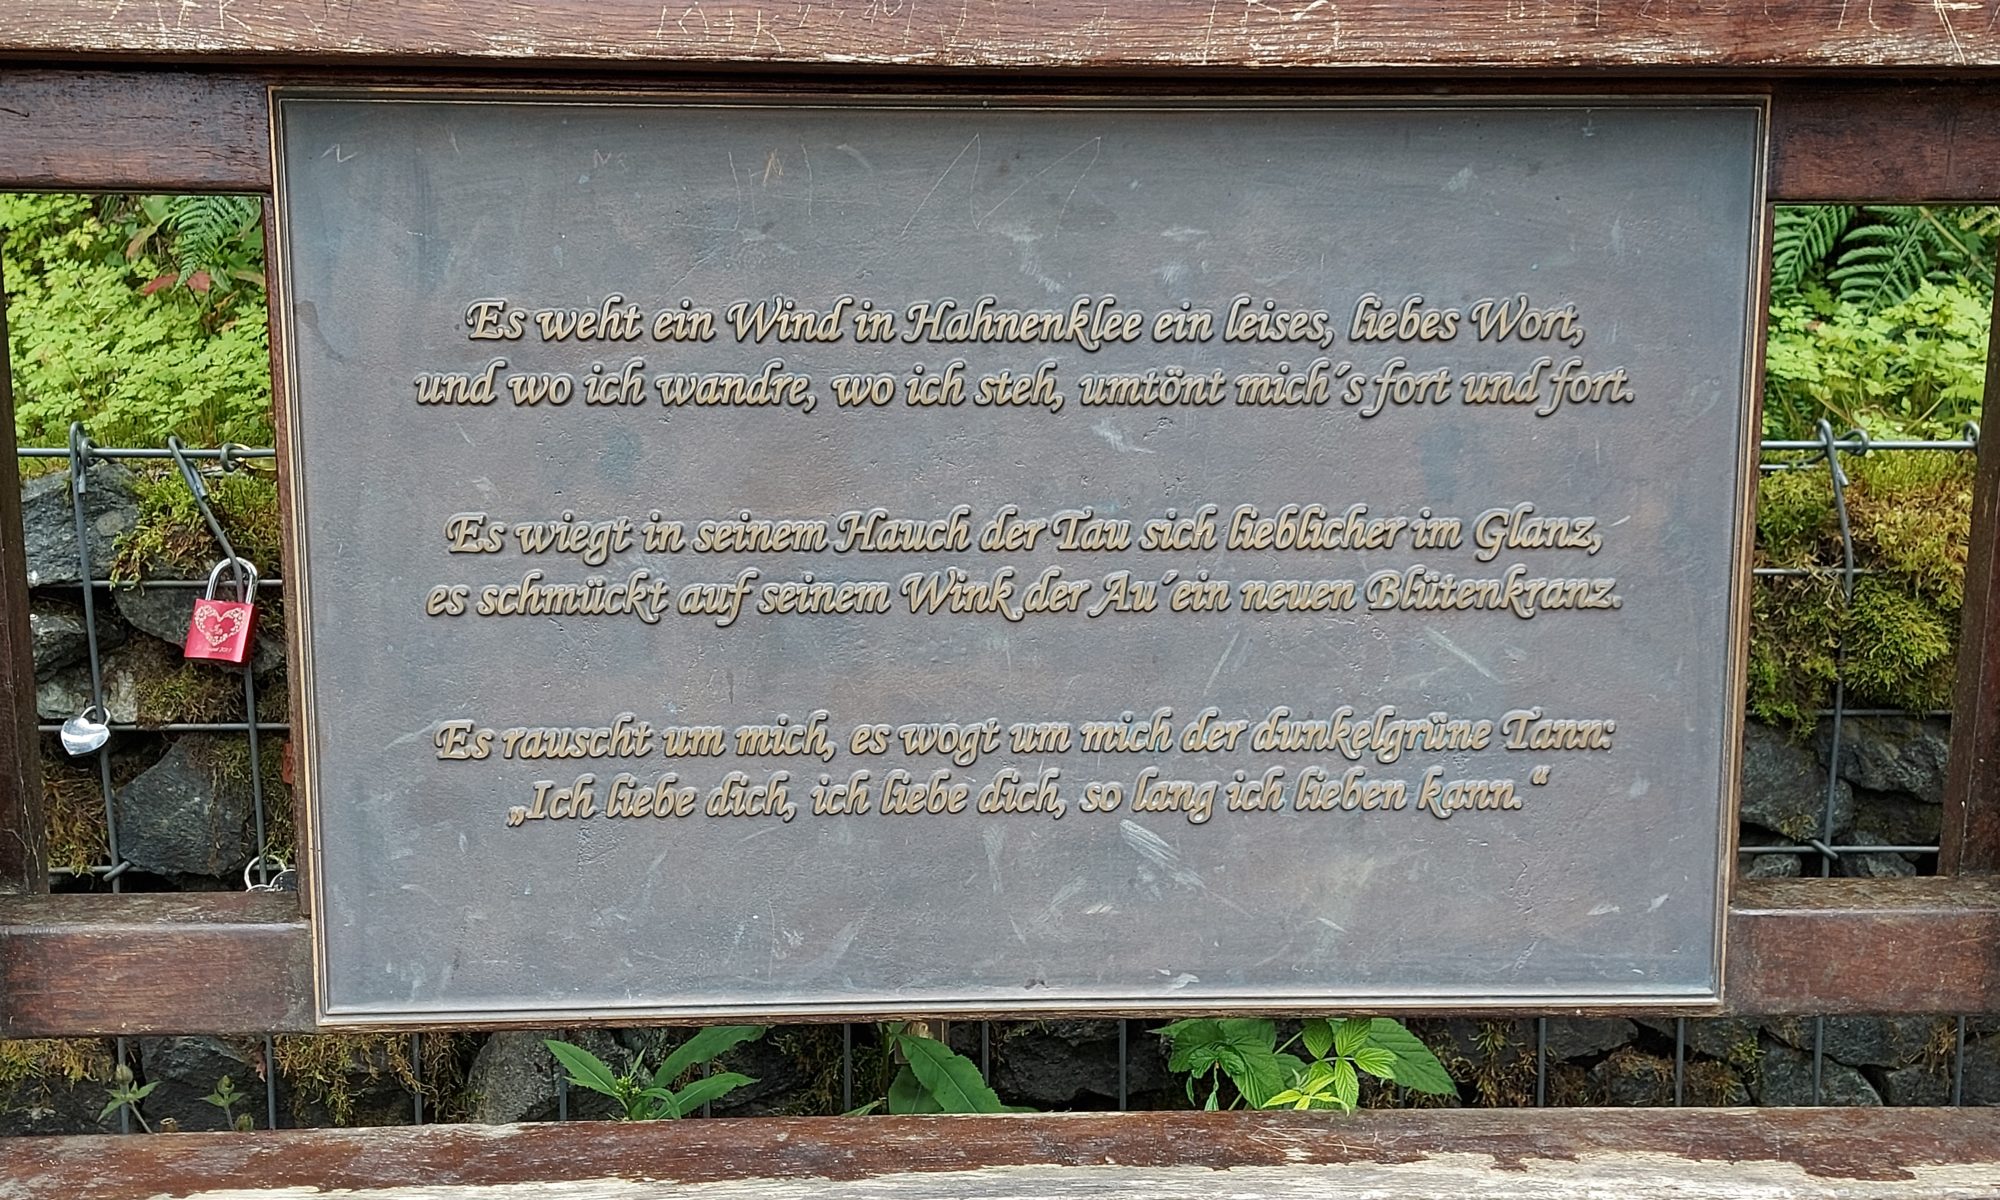 Es weht ein Wind in Hahnenklee ein leises, liebes Wort,
und wo ich wandre, wo ich steh, umtönt mich´s fort und fort.
Es wiegt in seinem Hauch der Tau sich lieblicher im Glanz,
es schmückt auf seinem Wink der Au´ein neuen Blütenkranz.
Es rauscht um mich, es wogt um mich der dunkelgrüne Tann:
„Ich liebe dich, ich liebe dich, so lang ich lieben kann.“